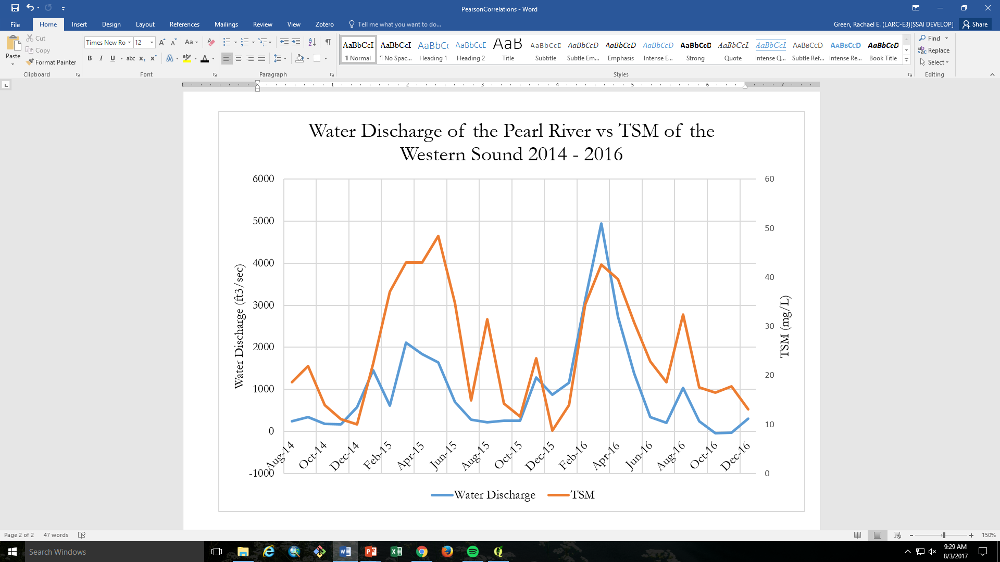 PearsonCorrelations - Word
File Home Insert Design Layout References Mailings Review View Zotero Tell me what you want to do... Green, Rachael E. (LARC-E3)[SSAI DEVELOP] Share
Paste
Cut
Copy
Format Painter
Clipboard
Times New Ro 12
Font
Paragraph
AaBbCcI AaBbCcI AaBbCc AaBbCcD AaB AaBbCcD AaBbCcD AaBbCcD AaBbCcD AaBbCcD AaBbCcL AaBbCcL AaBbCcD AaBbCcD AaBbCcD
¶ Normal ¶ No Spac... Heading 1 Heading 2 Title Subtitle Subtle Em... Emphasis Intense E... Strong Quote Intense Q... Subtle Ref... Intense Re... Book Title
Styles
Find
Replace
Select
Editing
1 1 2 3 4 5 6 7
Water Discharge of the Pearl River vs TSM of the
Western Sound 2014 - 2016
Water Discharge (ft3/sec)
6000
5000
4000
3000
2000
1000
0
-1000
60
50
40
30
20
10
0
TSM (mg/L)
Aug-14 Oct-14 Dec-14 Feb-15 Apr-15 Jun-15 Aug-15 Oct-15 Dec-15 Feb-16 Apr-16 Jun-16 Aug-16 Oct-16 Dec-16
Water Discharge TSM
Page 2 of 2 47 words 150%
Search Windows
9:29 AM
8/3/2017